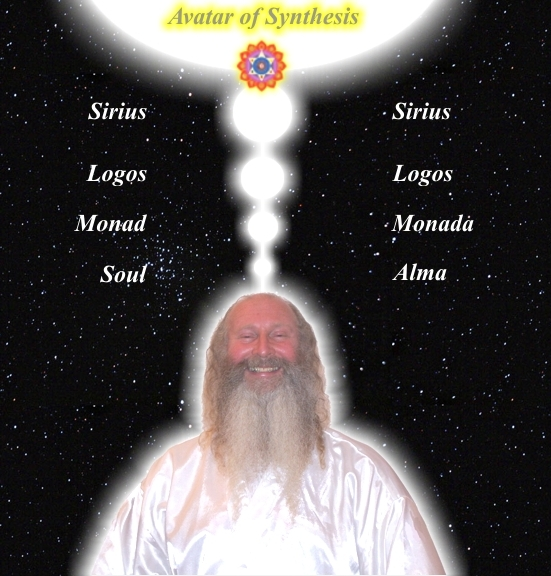 Avatar of Synthesis
Sirius Sirius
Logos Logos
Monad Monada
Soul Alma